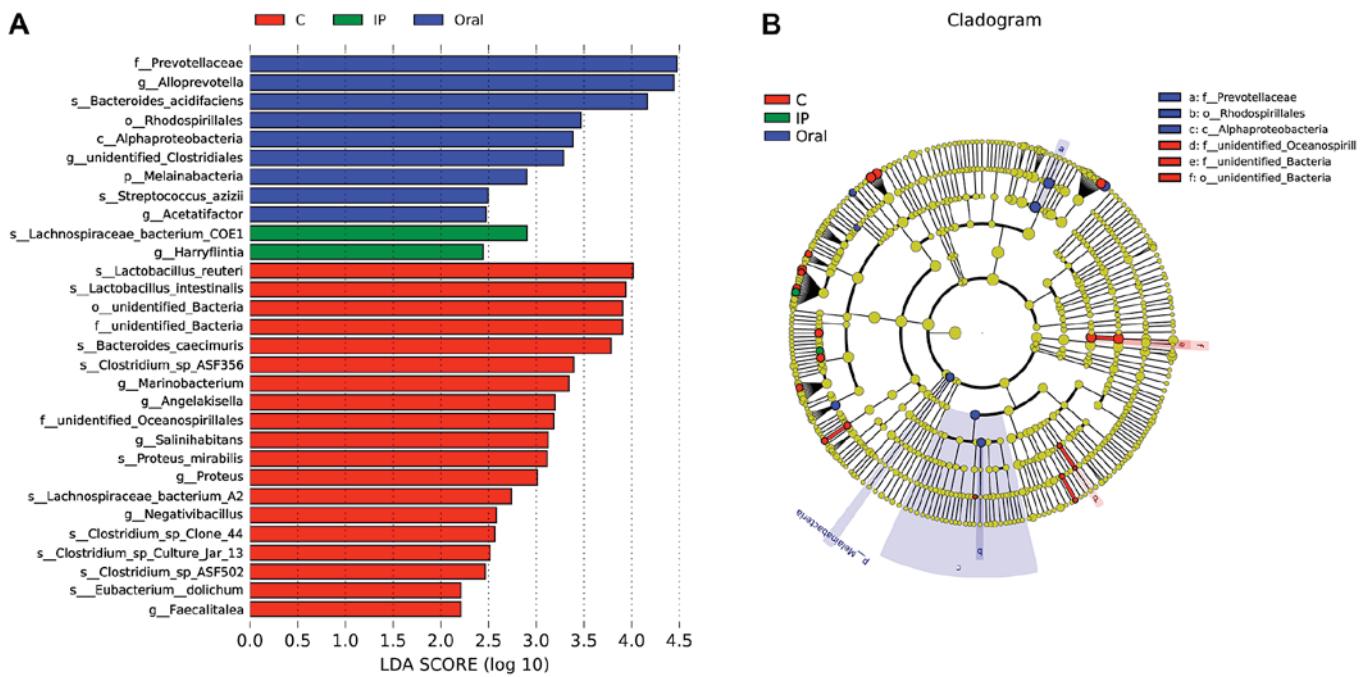 A
C IP Oral
f__Prevotellaceae
g__Alloprevotella
s__Bacteroides_acidifaciens
o__Rhodospirillales
c__Alphaproteobacteria
g__unidentified_Clostridiales
p__Melainabacteria
s__Streptococcus_azizii
g__Acetatifactor
s__Lachnospiraceae_bacterium_COE1
g__Harryflintia
s__Lactobacillus_reuteri
s__Lactobacillus_intestinalis
o__unidentified_Bacteria
f__unidentified_Bacteria
s__Bacteroides_caecimuris
s__Clostridium_sp_ASF356
g__Marinobacterium
g__Angelakisella
f__unidentified_Oceanospirillales
g__Salinihabitans
s__Proteus_mirabilis
g__Proteus
s__Lachnospiraceae_bacterium_A2
g__Negativibacillus
s__Clostridium_sp_Clone_44
s__Clostridium_sp_Culture_Jar_13
s__Clostridium_sp_ASF502
s___Eubacterium__dolichum
g__Faecalitalea
0.0 0.5 1.0 1.5 2.0 2.5 3.0 3.5 4.0 4.5
LDA SCORE (log 10)
B
Cladogram
C
IP
Oral
a: f__Prevotellaceae
b: o__Rhodospirillales
c: c__Alphaproteobacteria
d: f__unidentified_Oceanospirill
e: f__unidentified_Bacteria
f: o__unidentified_Bacteria
a
e f
d
p__Melainabacteria
b
c